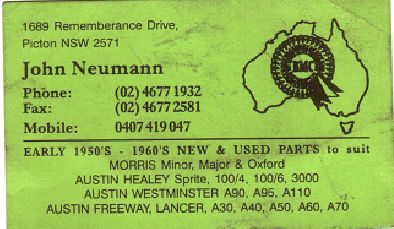 1689 Rememberance Drive,
Picton NSW 2571
John Neumann
Phone: (02) 4677 1932
Fax: (02) 4677 2581
Mobile: 0407 419 047
BMC
EARLY 1950'S - 1960'S NEW & USED PARTS to suit
MORRIS Minor, Major & Oxford
AUSTIN HEALEY Sprite, 100/4, 100/6, 3000
AUSTIN WESTMINSTER A90, A95, A110
AUSTIN FREEWAY, LANCER, A30, A40, A50, A60, A70